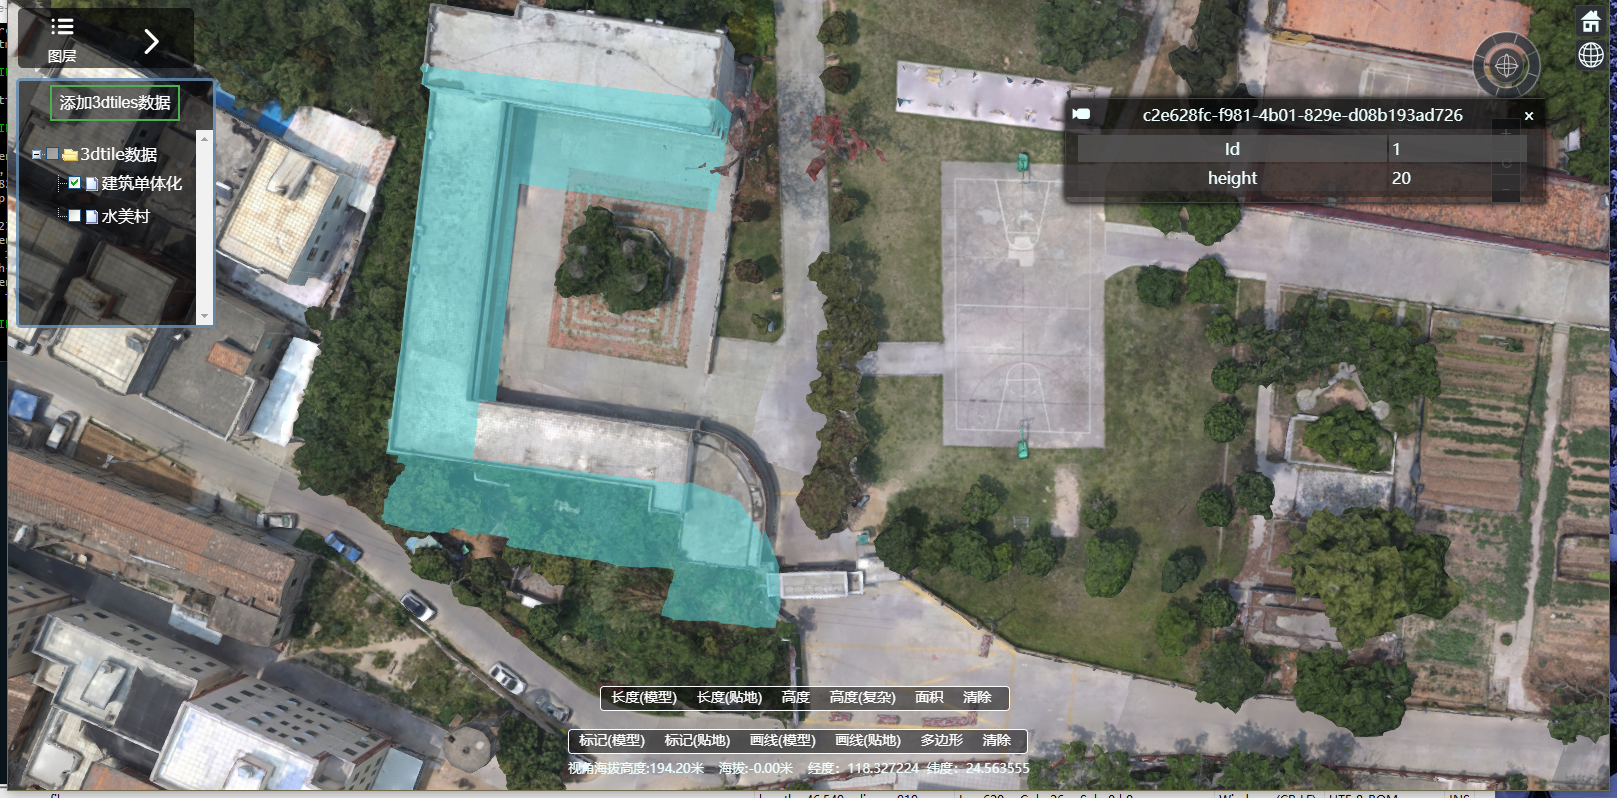 图层
添加3dtiles数据
3dtile数据
建筑单体化
水美村
c2e628fc-f981-4b01-829e-d08b193ad726
Id 1
height 20
长度(模型) 长度(贴地) 高度 高度(复杂) 面积 清除
标记(模型) 标记(贴地) 画线(模型) 画线(贴地) 多边形 清除
视角海拔高度:194.20米 海拔:-0.00米 经度: 118.327224 纬度: 24.563555